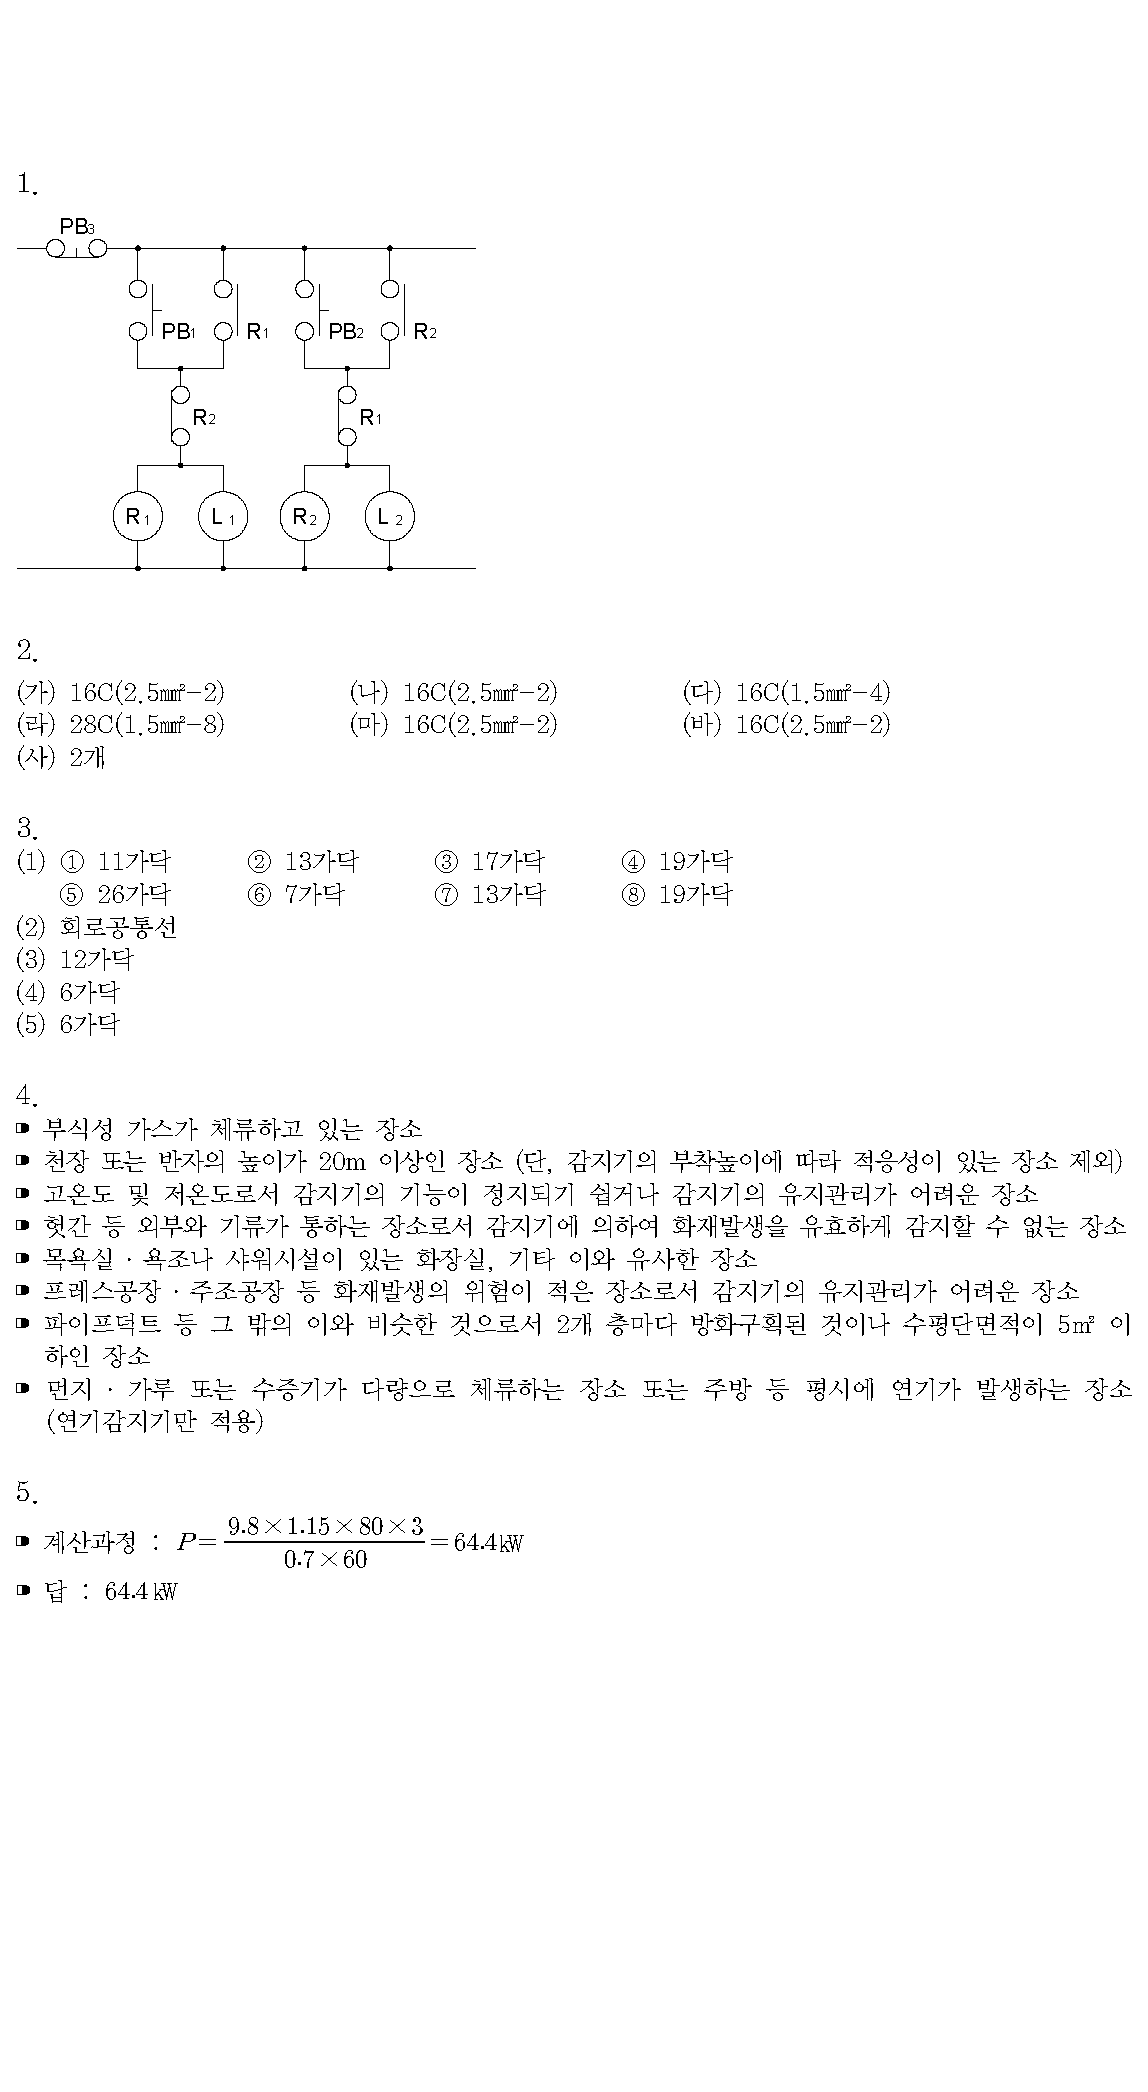 1.
PB3
PB1 R1 PB2 R2
R2 R1
R1 L1 R2 L2
2.
(가) 16C(2.5㎟-2) (나) 16C(2.5㎟-2) (다) 16C(1.5㎟-4)
(라) 28C(1.5㎟-8) (마) 16C(2.5㎟-2) (바) 16C(2.5㎟-2)
(사) 2개
3.
(1) ① 11가닥 ② 13가닥 ③ 17가닥 ④ 19가닥
⑤ 26가닥 ⑥ 7가닥 ⑦ 13가닥 ⑧ 19가닥
(2) 회로공통선
(3) 12가닥
(4) 6가닥
(5) 6가닥
4.
부식성 가스가 체류하고 있는 장소
천장 또는 반자의 높이가 20m 이상인 장소 (단, 감지기의 부착높이에 따라 적응성이 있는 장소 제외)
고온도 및 저온도로서 감지기의 기능이 정지되기 쉽거나 감지기의 유지관리가 어려운 장소
헛간 등 외부와 기류가 통하는 장소로서 감지기에 의하여 화재발생을 유효하게 감지할 수 없는 장소
목욕실 · 욕조나 샤워시설이 있는 화장실, 기타 이와 유사한 장소
프레스공장 · 주조공장 등 화재발생의 위험이 적은 장소로서 감지기의 유지관리가 어려운 장소
파이프덕트 등 그 밖의 이와 비슷한 것으로서 2개 층마다 방화구획된 것이나 수평단면적이 5㎡ 이
하인 장소
먼지 · 가루 또는 수증기가 다량으로 체류하는 장소 또는 주방 등 평시에 연기가 발생하는 장소
(연기감지기만 적용)
5.
계산과정 : P= 9.8×1.15×80×3 / 0.7×60 =64.4㎾
답 : 64.4㎾